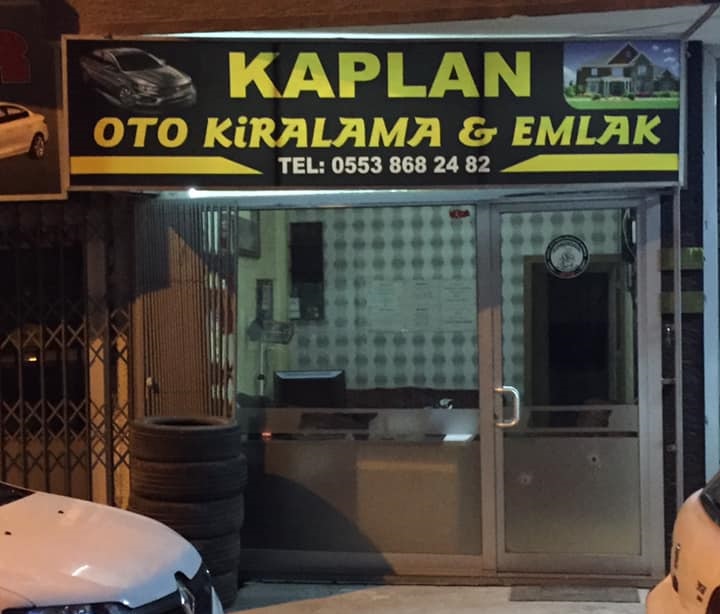 KAPLAN
OTO KiRALAMA & EMLAK
TEL: 0553 868 24 82